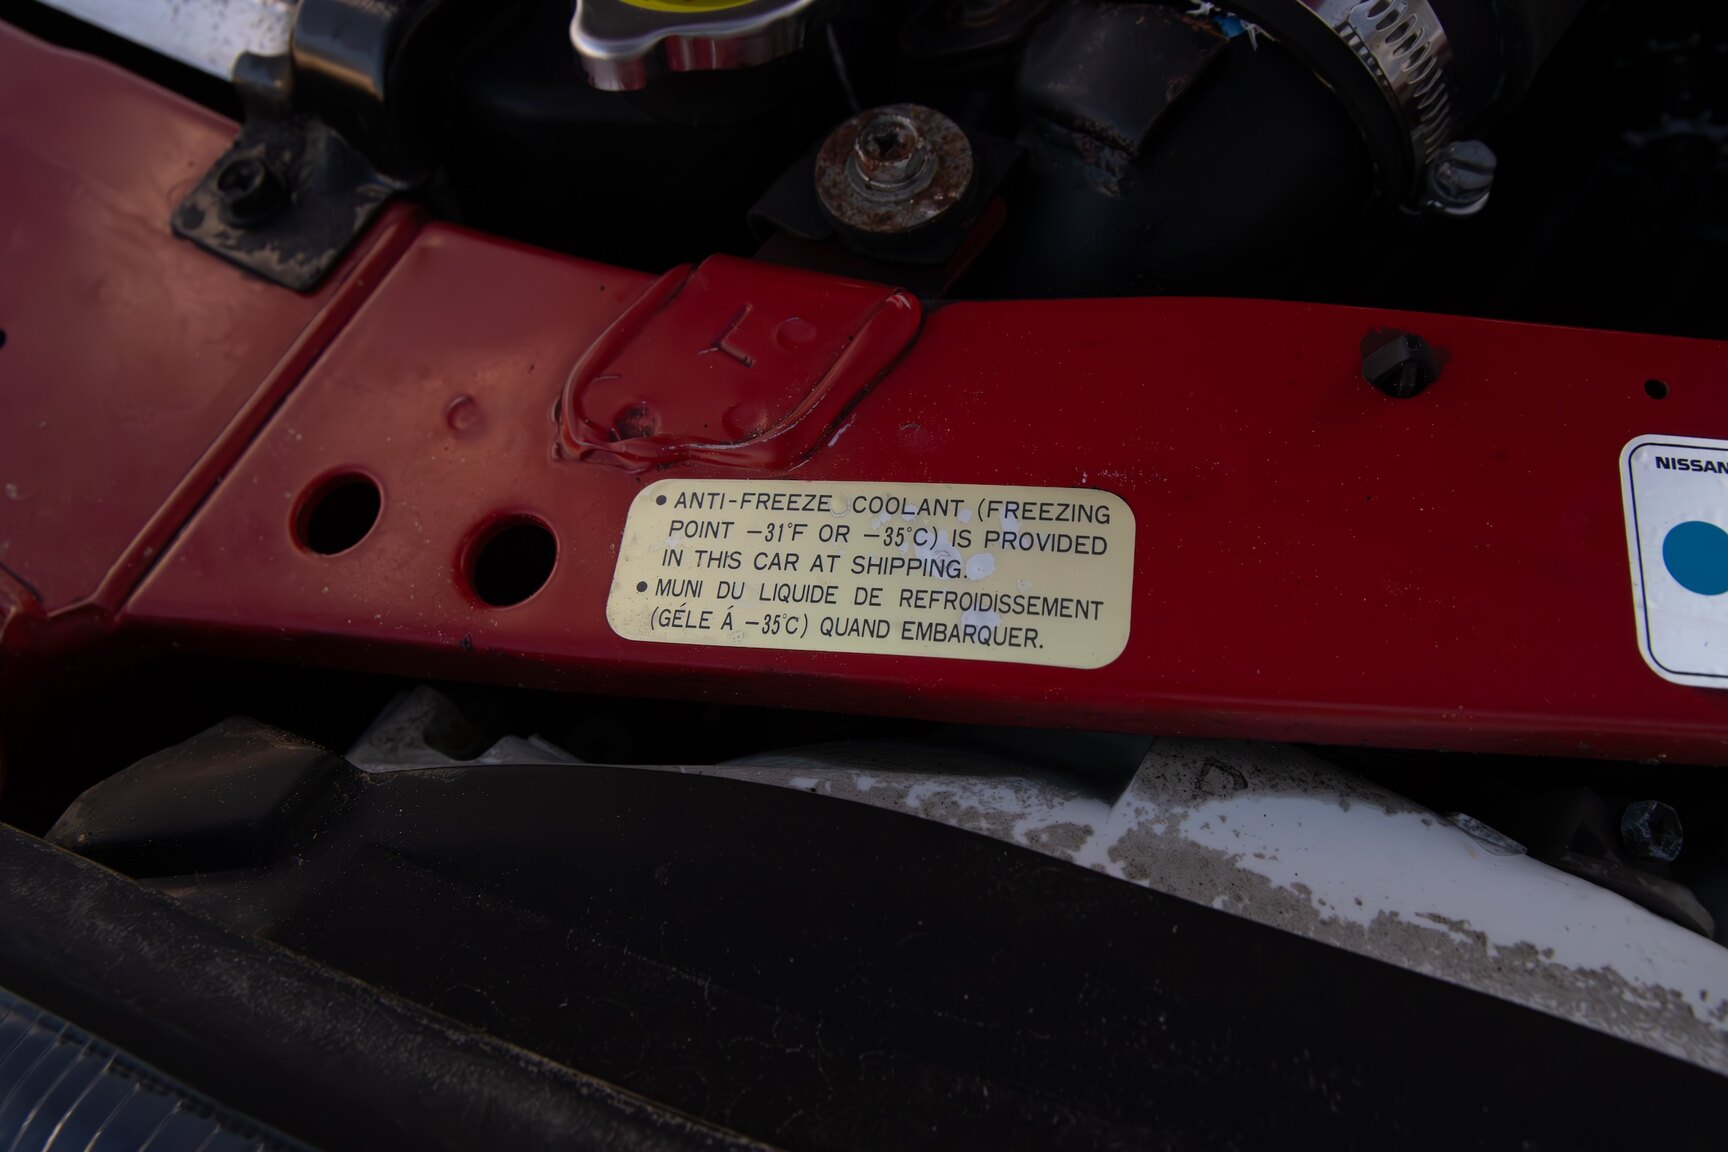 • ANTI-FREEZE COOLANT (FREEZING
POINT −31°F OR −35°C) IS PROVIDED
IN THIS CAR AT SHIPPING.
• MUNI DU LIQUIDE DE REFROIDISSEMENT
(GÉLE Á −35°C) QUAND EMBARQUER.
NISSAN
L